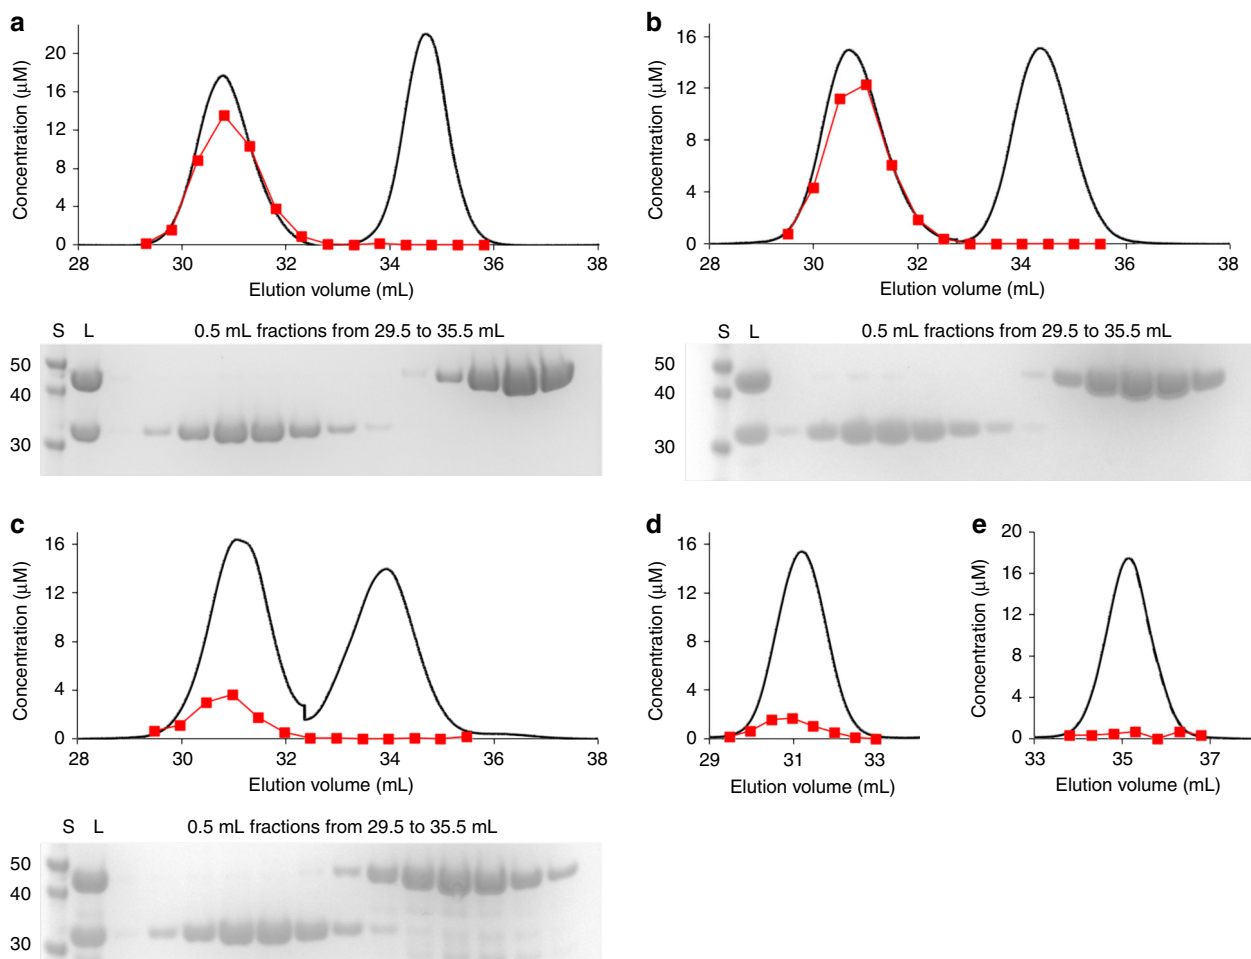 a
Concentration (µM)
20
16
12
8
4
0
28 30 32 34 36 38
Elution volume (mL)
S L 0.5 mL fractions from 29.5 to 35.5 mL
50
40
30
b
Concentration (µM)
16
12
8
4
0
28 30 32 34 36 38
Elution volume (mL)
S L 0.5 mL fractions from 29.5 to 35.5 mL
50
40
30
c
Concentration (µM)
16
12
8
4
0
28 30 32 34 36 38
Elution volume (mL)
S L 0.5 mL fractions from 29.5 to 35.5 mL
50
40
30
d
Concentration (µM)
16
12
8
4
0
29 31 33
Elution volume (mL)
e
Concentration (µM)
20
16
12
8
4
0
33 35 37
Elution volume (mL)